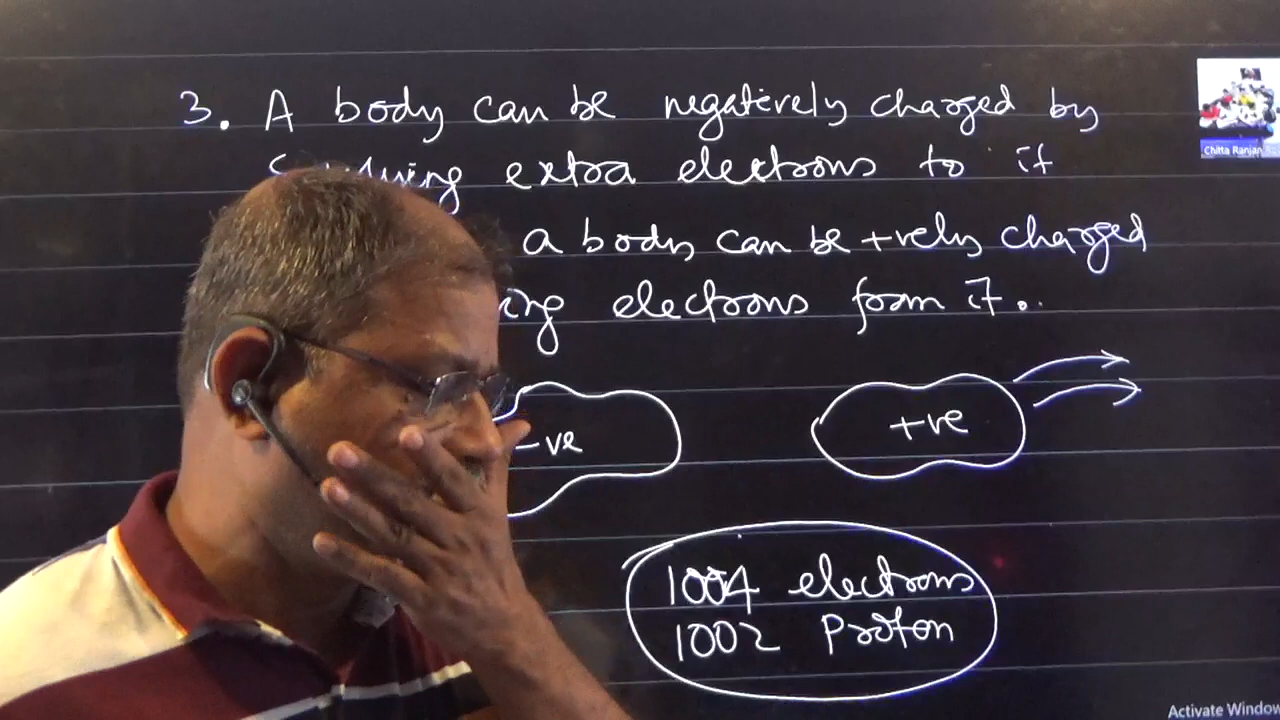 3. A body can be negatively charged by
extra electrons to it
a body can be +vely charged
electrons form it..
-ve
+ve
1004 electrons
1002 Proton
Chitta Ranjan
Activate Window